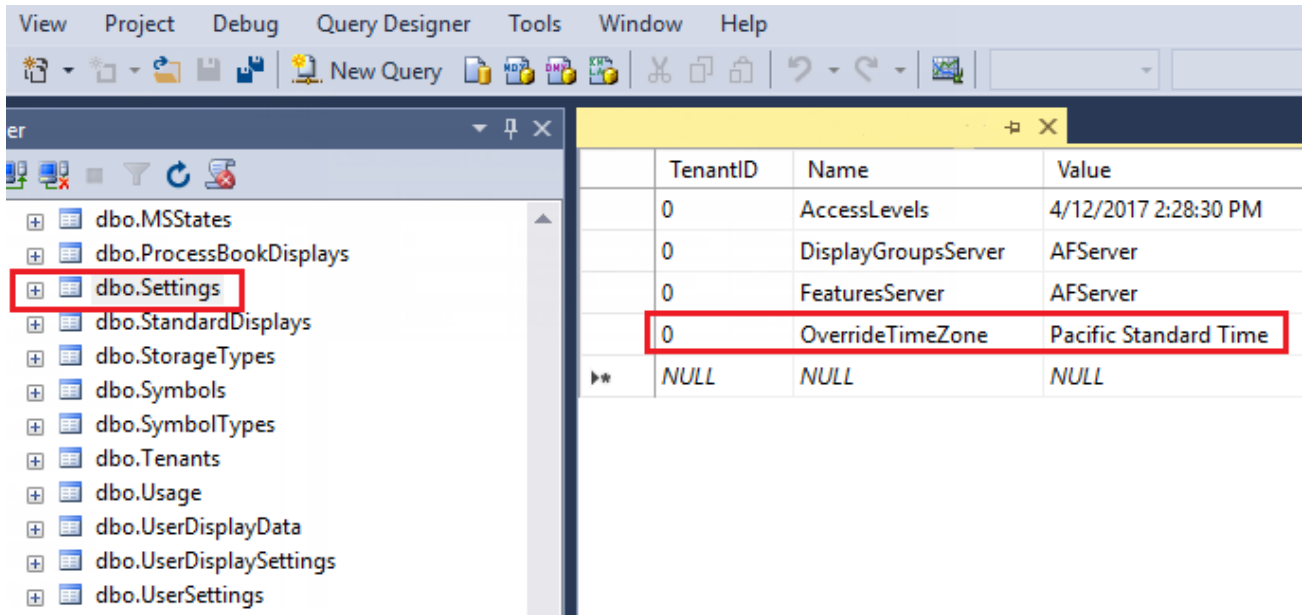 View Project Debug Query Designer Tools Window Help
New Query
er
dbo.MSStates
dbo.ProcessBookDisplays
dbo.Settings
dbo.StandardDisplays
dbo.StorageTypes
dbo.Symbols
dbo.SymbolTypes
dbo.Tenants
dbo.Usage
dbo.UserDisplayData
dbo.UserDisplaySettings
dbo.UserSettings
TenantID Name Value
0 AccessLevels 4/12/2017 2:28:30 PM
0 DisplayGroupsServer AFServer
0 FeaturesServer AFServer
0 OverrideTimeZone Pacific Standard Time
NULL NULL NULL